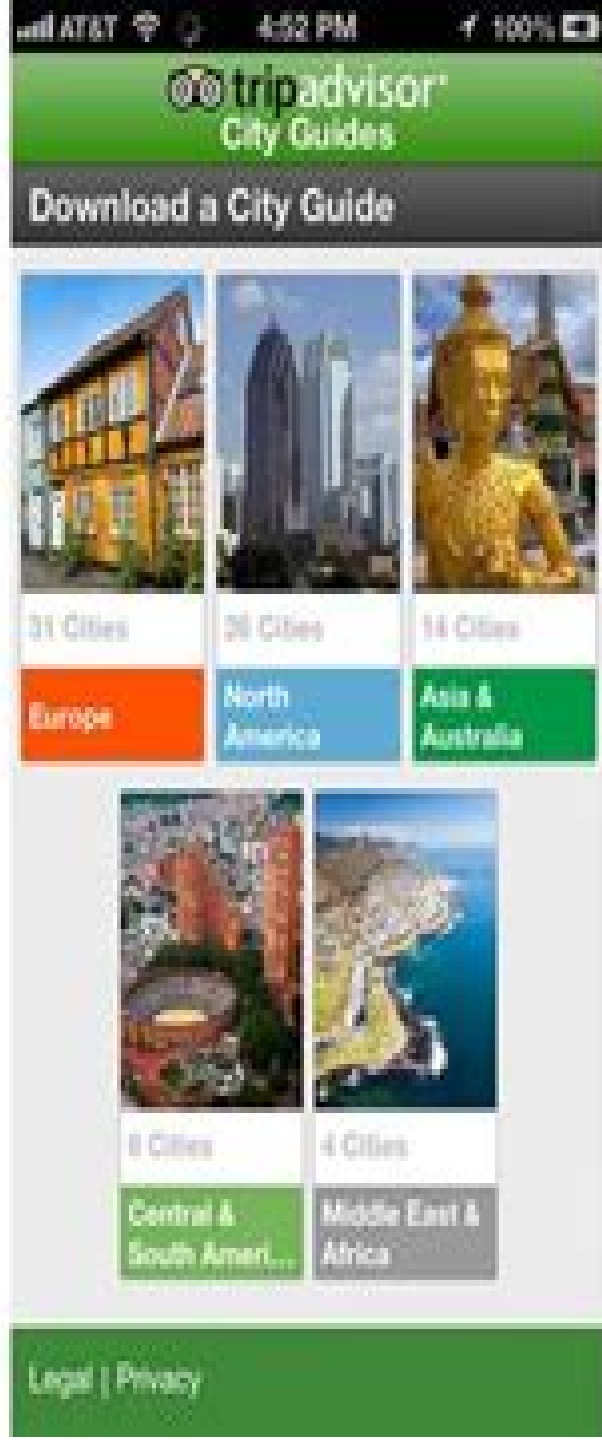 AT&T 4:52 PM 100%
tripadvisor
City Guides
Download a City Guide
31 Cities
Cities
14 Cities
Europe
North
America
Asia &
Australia
Cities
4 Cities
Central &
South Ameri...
Middle East &
Africa
Legal | Privacy